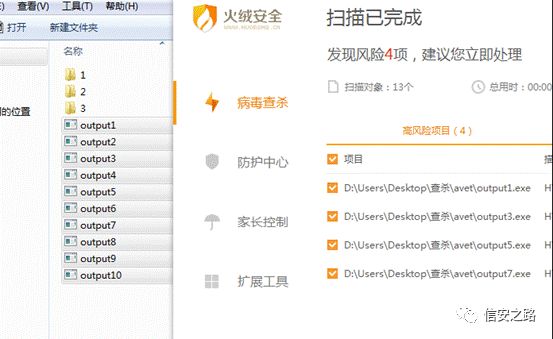 查看(V) 工具(T) 帮助(H)
打开 新建文件夹
名称
1
2
3
的位置
output1
output2
output3
output4
output5
output6
output7
output8
output9
output10
火绒安全
WWW.HUORONG.CN
病毒查杀
防护中心
家长控制
扩展工具
扫描已完成
发现风险4项，建议您立即处理
扫描对象：13个 总用时：00:00
高风险项目（4）
项目
D:\Users\Desktop\查杀\avet\output1.exe
D:\Users\Desktop\查杀\avet\output3.exe
D:\Users\Desktop\查杀\avet\output5.exe
D:\Users\Desktop\查杀\avet\output7.exe
信安之路